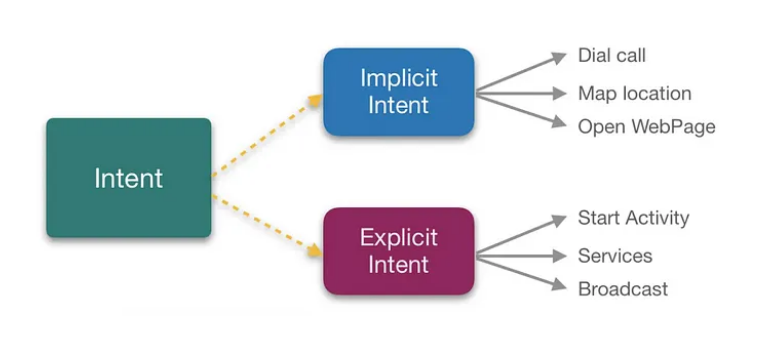 Intent
Implicit
Intent
Dial call
Map location
Open WebPage
Explicit
Intent
Start Activity
Services
Broadcast